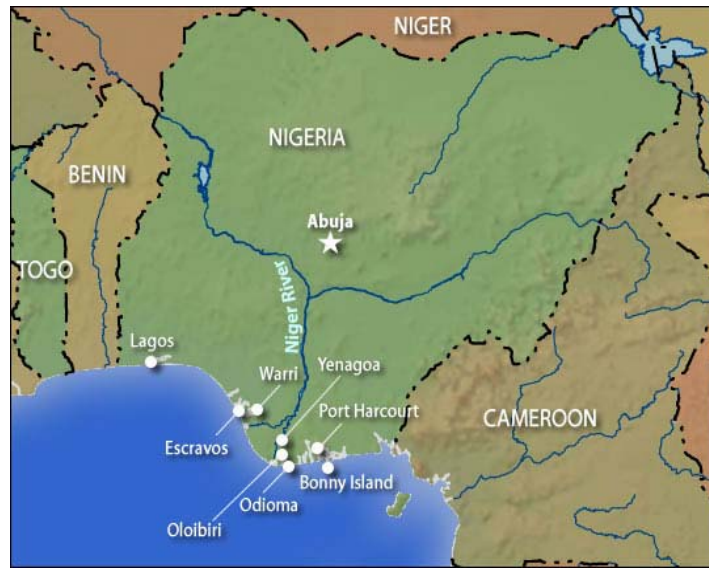 NIGER
NIGERIA
BENIN
Abuja
TOGO
Niger River
Lagos
Yenagoa
Warri
Port Harcourt
CAMEROON
Escravos
Bonny Island
Odioma
Oloibiri